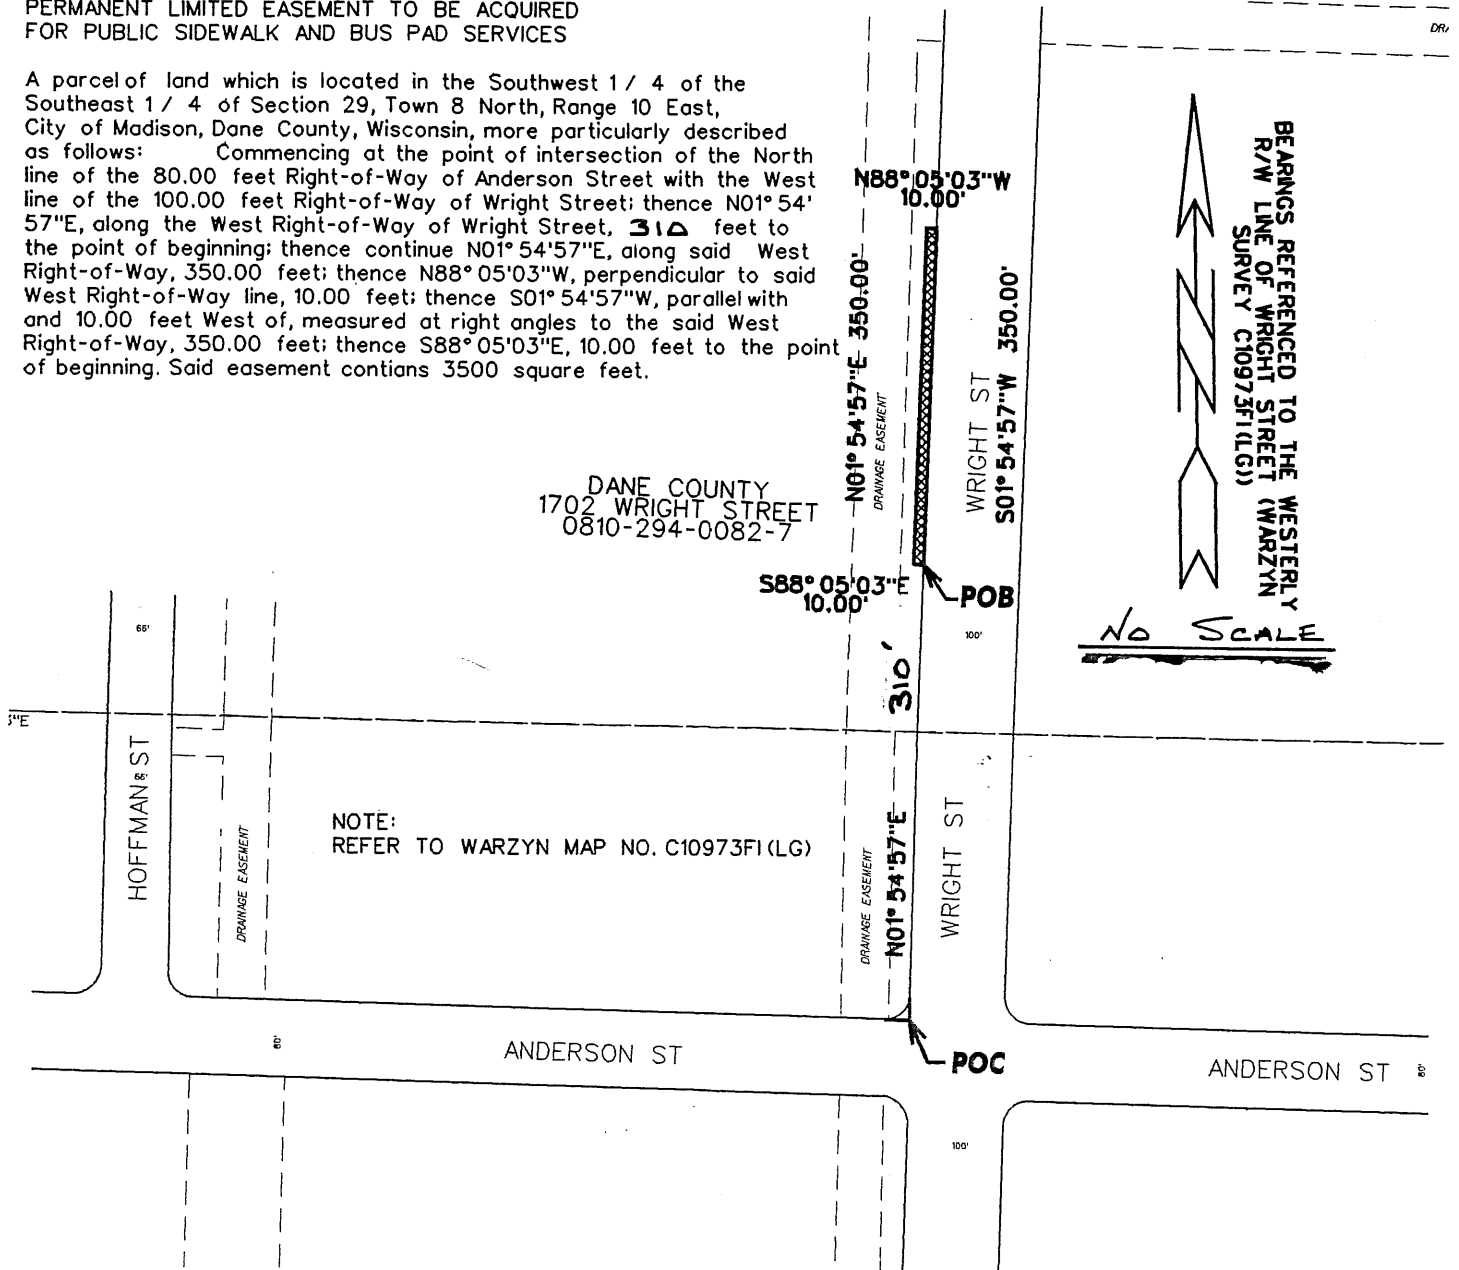 PERMANENT LIMITED EASEMENT TO BE ACQUIRED
FOR PUBLIC SIDEWALK AND BUS PAD SERVICES
A parcel of land which is located in the Southwest 1 / 4 of the
Southeast 1 / 4 of Section 29, Town 8 North, Range 10 East,
City of Madison, Dane County, Wisconsin, more particularly described
as follows: Commencing at the point of intersection of the North
line of the 80.00 feet Right-of-Way of Anderson Street with the West
line of the 100.00 feet Right-of-Way of Wright Street; thence N01° 54'
57"E, along the West Right-of-Way of Wright Street, 310 feet to
the point of beginning; thence continue N01° 54'57"E, along said West
Right-of-Way, 350.00 feet; thence N88° 05'03"W, perpendicular to said
West Right-of-Way line, 10.00 feet; thence S01° 54'57"W, parallel with
and 10.00 feet West of, measured at right angles to the said West
Right-of-Way, 350.00 feet; thence S88° 05'03"E, 10.00 feet to the point
of beginning. Said easement contians 3500 square feet.
DRA
N88° 05'03"W
10.00'
N01° 54'57"E 350.00'
DRAINAGE EASEMENT
WRIGHT ST
S01° 54'57"W 350.00'
BEARINGS REFERENCED TO THE WESTERLY
R/W LINE OF WRIGHT STREET (WARZYN
SURVEY C10973FI(LG))
NO SCALE
DANE COUNTY
1702 WRIGHT STREET
0810-294-0082-7
S88° 05'03"E
10.00'
POB
66'
100'
310'
3"E
HOFFMAN ST
66'
DRAINAGE EASEMENT
NOTE:
REFER TO WARZYN MAP NO. C10973FI(LG)
DRAINAGE EASEMENT
N01° 54'57"E
WRIGHT ST
ANDERSON ST
POC
ANDERSON ST
100'